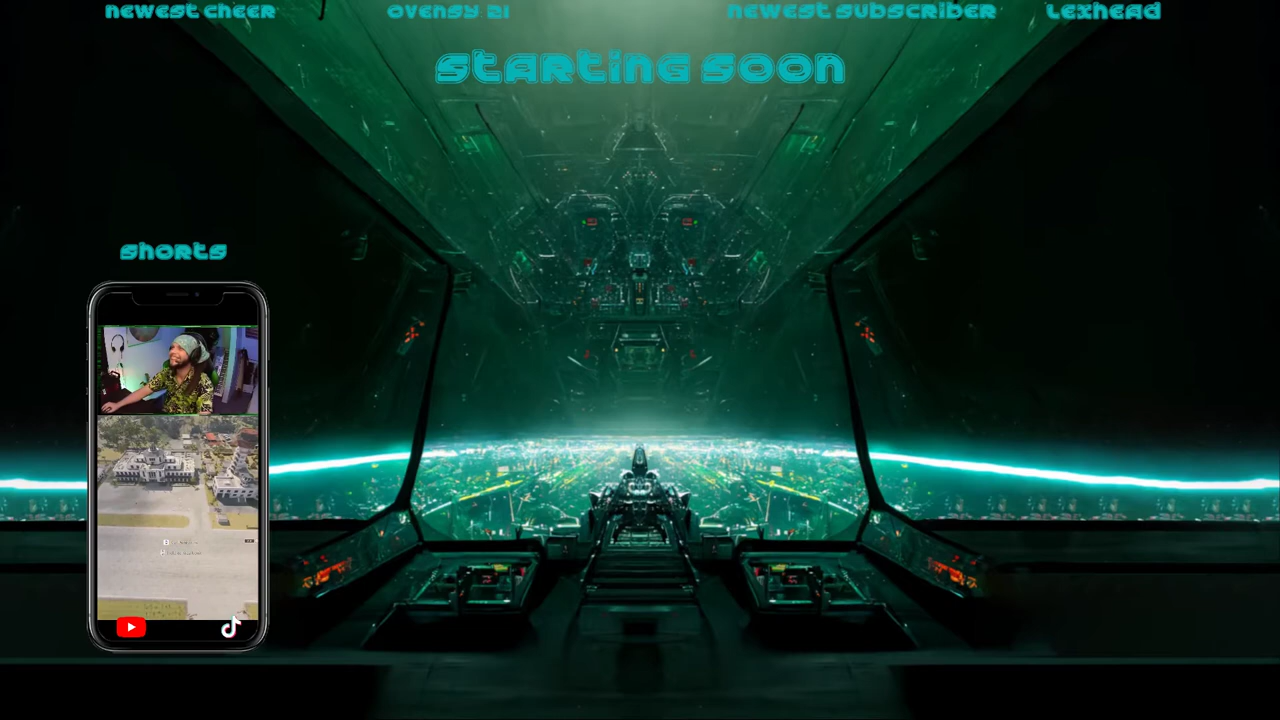 newest cheer
ovensy 21
newest subscriber
Lexhead
starting soon
shorts